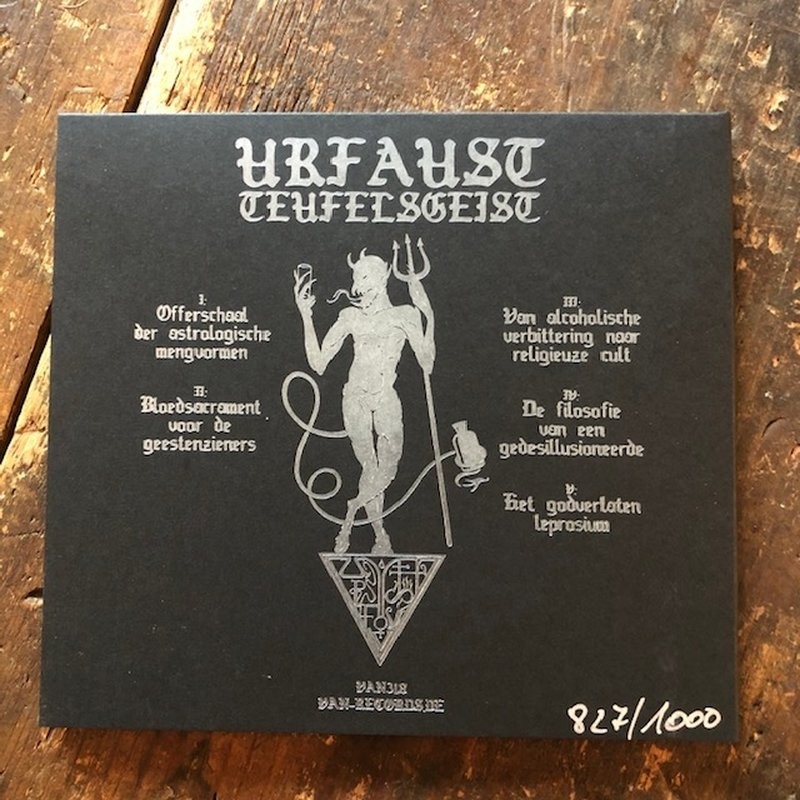 URFAUST
TEUFELSGEIST
I:
Offerschaal
der astrologische
mengvormen
II:
Bloedsacrament
voor de
geestenzieners
III:
Van alcoholische
verbittering naar
religieuze cult
IV:
De filosofie
van een
gedesillusioneerde
V:
Het godverlaten
leprosium
VAN318
VAN-RECORDS.DE
827/1000